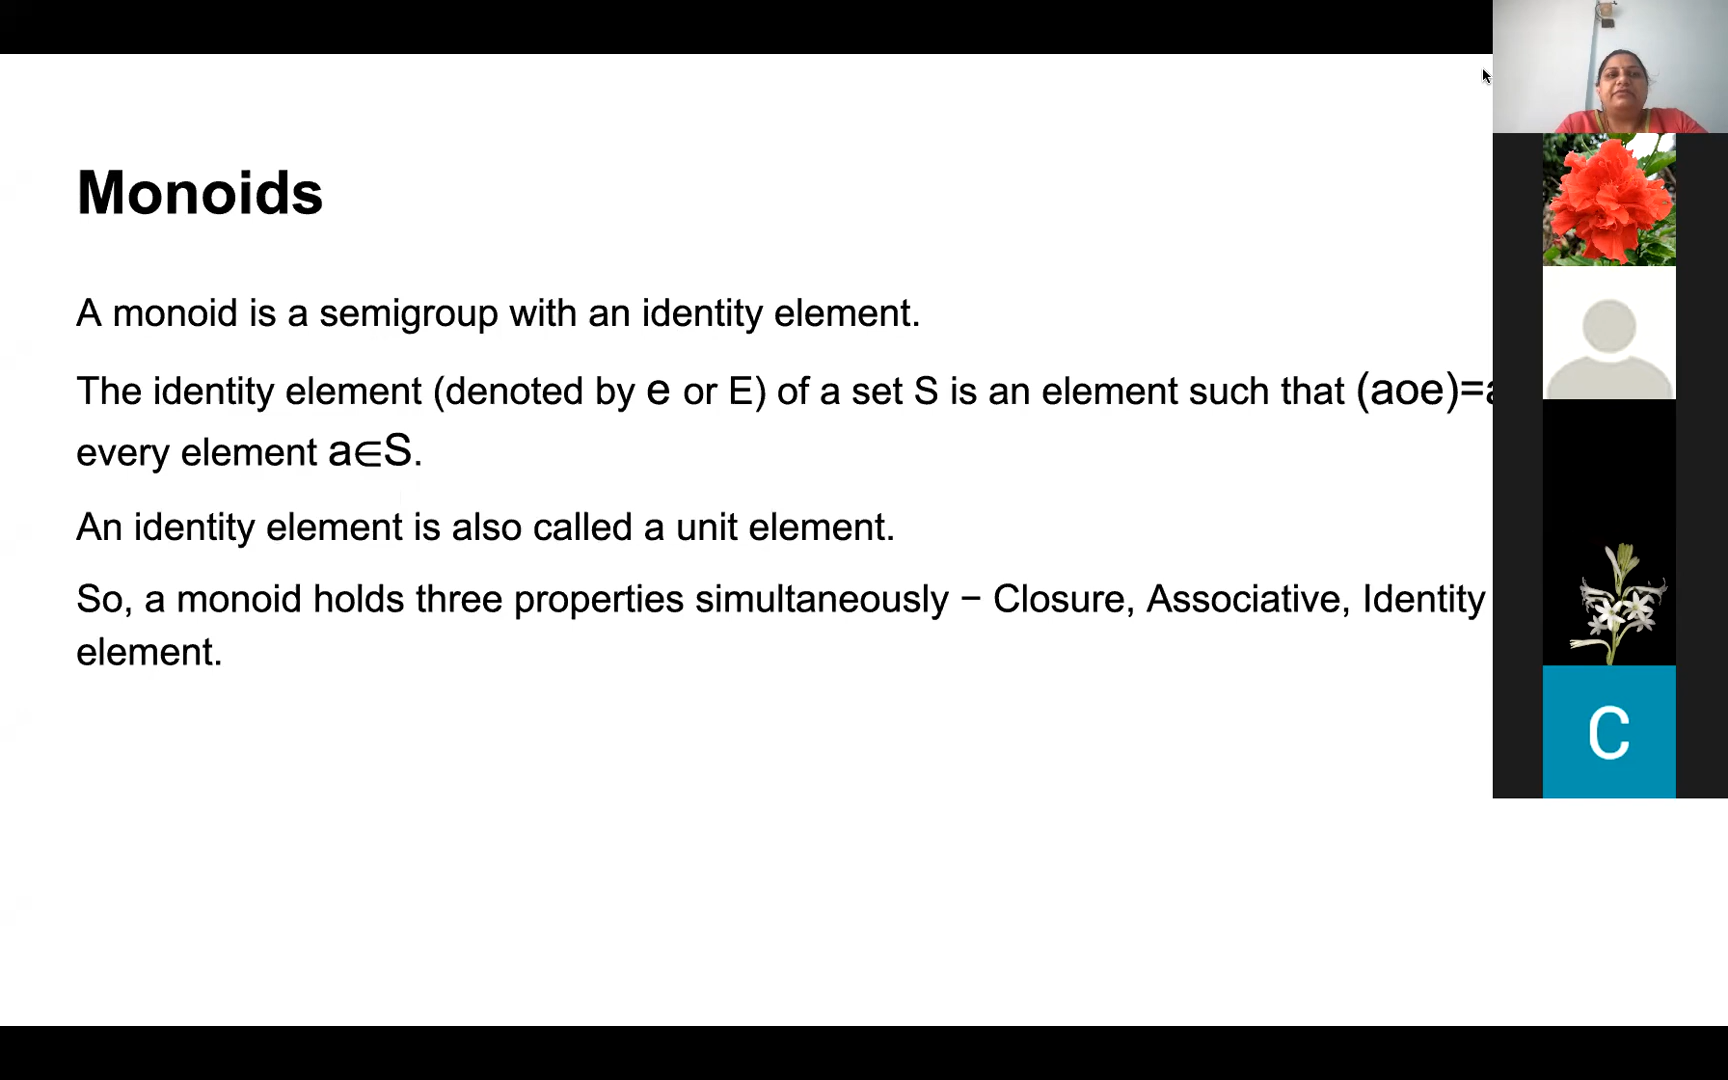 Monoids
A monoid is a semigroup with an identity element.
The identity element (denoted by e or E) of a set S is an element such that (aoe)=a
every element a∈S.
An identity element is also called a unit element.
So, a monoid holds three properties simultaneously − Closure, Associative, Identity
element.
C